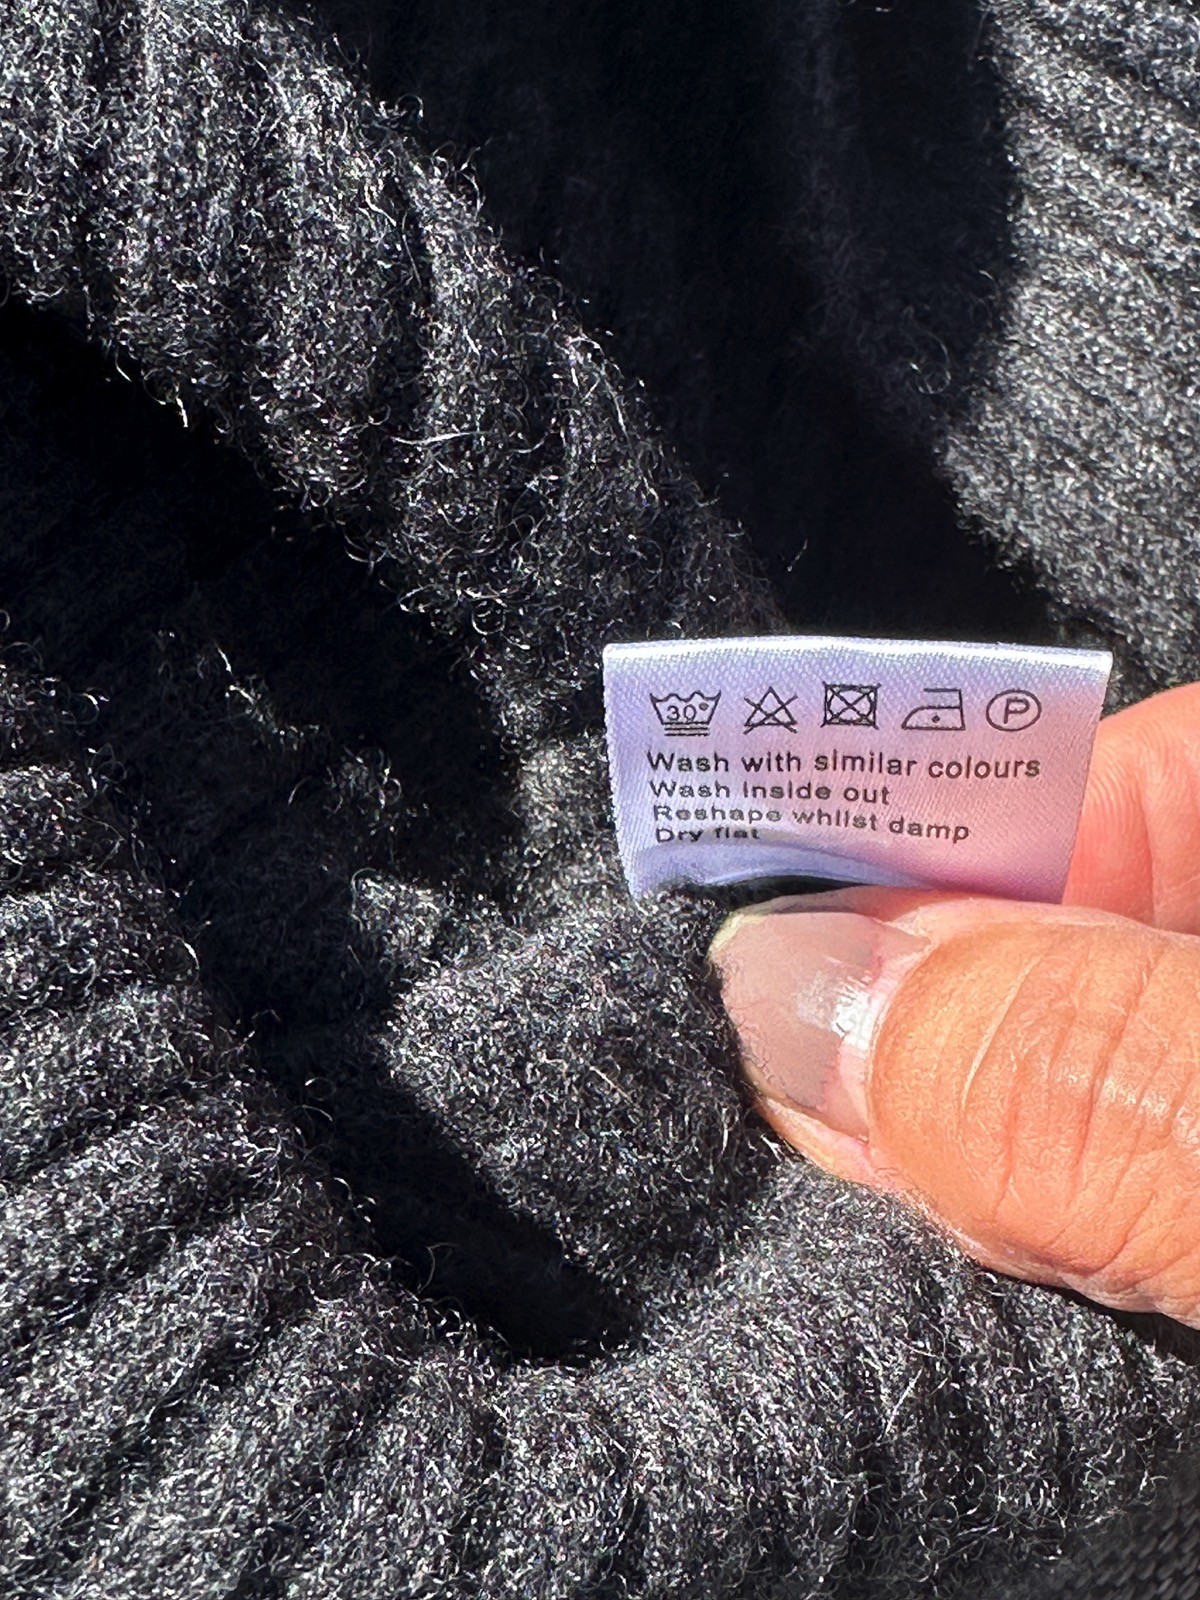 30°
P
Wash with similar colours
Wash inside out
Reshape whilst damp
Dry flat